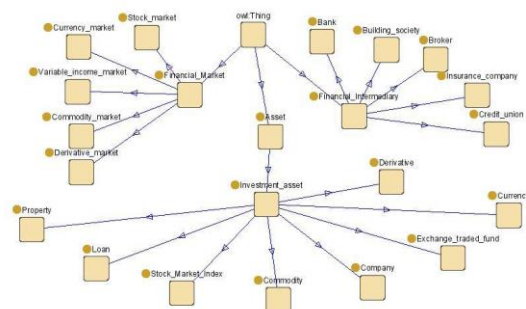 Currency_market
Stock_market
owl:Thing
Bank
Building_society
Broker
Variable_income_market
Financial_Market
Financial_Intermediary
Insurance_company
Commodity_market
Asset
Credit_union
Derivative_market
Derivative
Investment_asset
Currenc
Property
Loan
Exchange_traded_fund
Stock_Market_Index
Company
Commodity